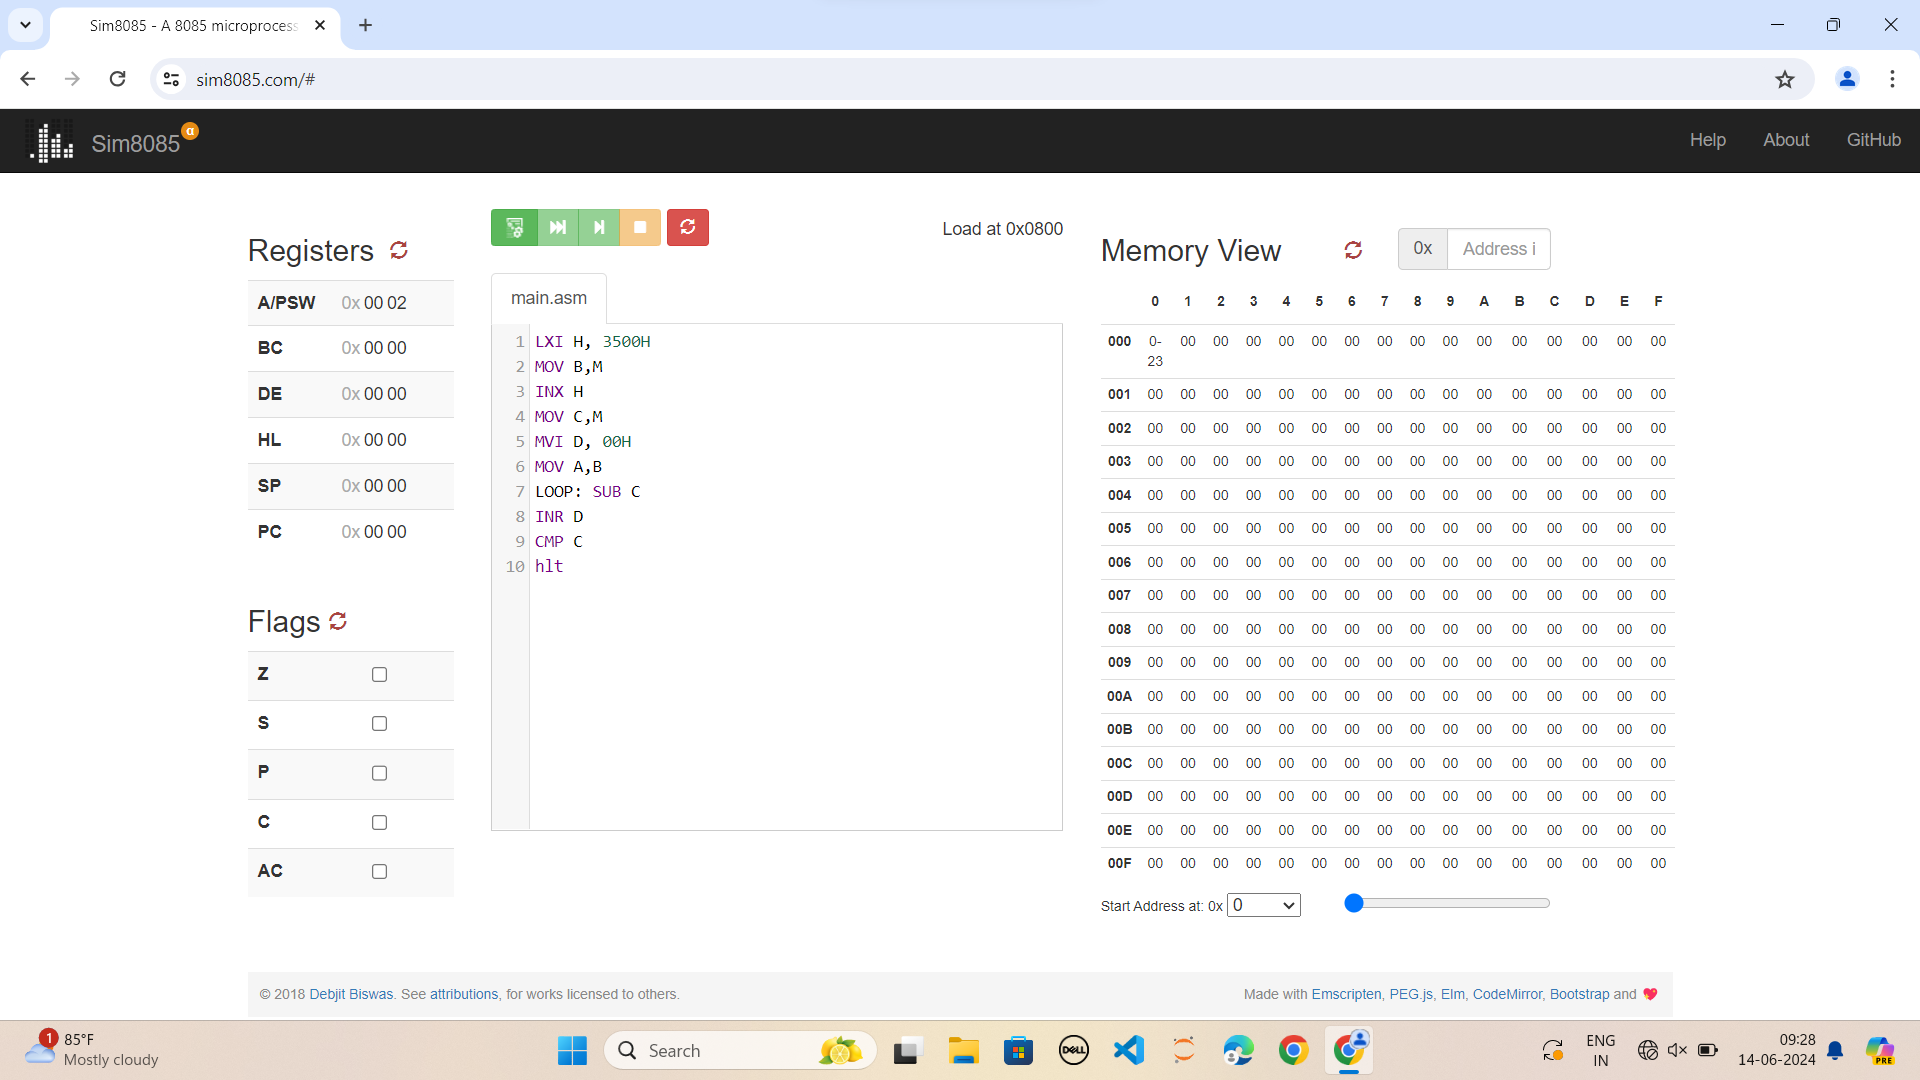 Sim8085 - A 8085 microprocess
sim8085.com/#
Sim8085 α
Help About GitHub
Load at 0x0800
Registers
A/PSW 0x 00 02
BC 0x 00 00
DE 0x 00 00
HL 0x 00 00
SP 0x 00 00
PC 0x 00 00
Flags
Z
S
P
C
AC
main.asm
1 LXI H, 3500H
2 MOV B,M
3 INX H
4 MOV C,M
5 MVI D, 00H
6 MOV A,B
7 LOOP: SUB C
8 INR D
9 CMP C
10 hlt
Memory View 0x Address i
0 1 2 3 4 5 6 7 8 9 A B C D E F
000 0-23 00 00 00 00 00 00 00 00 00 00 00 00 00 00 00
001 00 00 00 00 00 00 00 00 00 00 00 00 00 00 00 00
002 00 00 00 00 00 00 00 00 00 00 00 00 00 00 00 00
003 00 00 00 00 00 00 00 00 00 00 00 00 00 00 00 00
004 00 00 00 00 00 00 00 00 00 00 00 00 00 00 00 00
005 00 00 00 00 00 00 00 00 00 00 00 00 00 00 00 00
006 00 00 00 00 00 00 00 00 00 00 00 00 00 00 00 00
007 00 00 00 00 00 00 00 00 00 00 00 00 00 00 00 00
008 00 00 00 00 00 00 00 00 00 00 00 00 00 00 00 00
009 00 00 00 00 00 00 00 00 00 00 00 00 00 00 00 00
00A 00 00 00 00 00 00 00 00 00 00 00 00 00 00 00 00
00B 00 00 00 00 00 00 00 00 00 00 00 00 00 00 00 00
00C 00 00 00 00 00 00 00 00 00 00 00 00 00 00 00 00
00D 00 00 00 00 00 00 00 00 00 00 00 00 00 00 00 00
00E 00 00 00 00 00 00 00 00 00 00 00 00 00 00 00 00
00F 00 00 00 00 00 00 00 00 00 00 00 00 00 00 00 00
Start Address at: 0x 0
© 2018 Debjit Biswas. See attributions, for works licensed to others.
Made with Emscripten, PEG.js, Elm, CodeMirror, Bootstrap and 💖
1
85°F
Mostly cloudy
Search
DELL
ENG
IN
09:28
14-06-2024
PRE